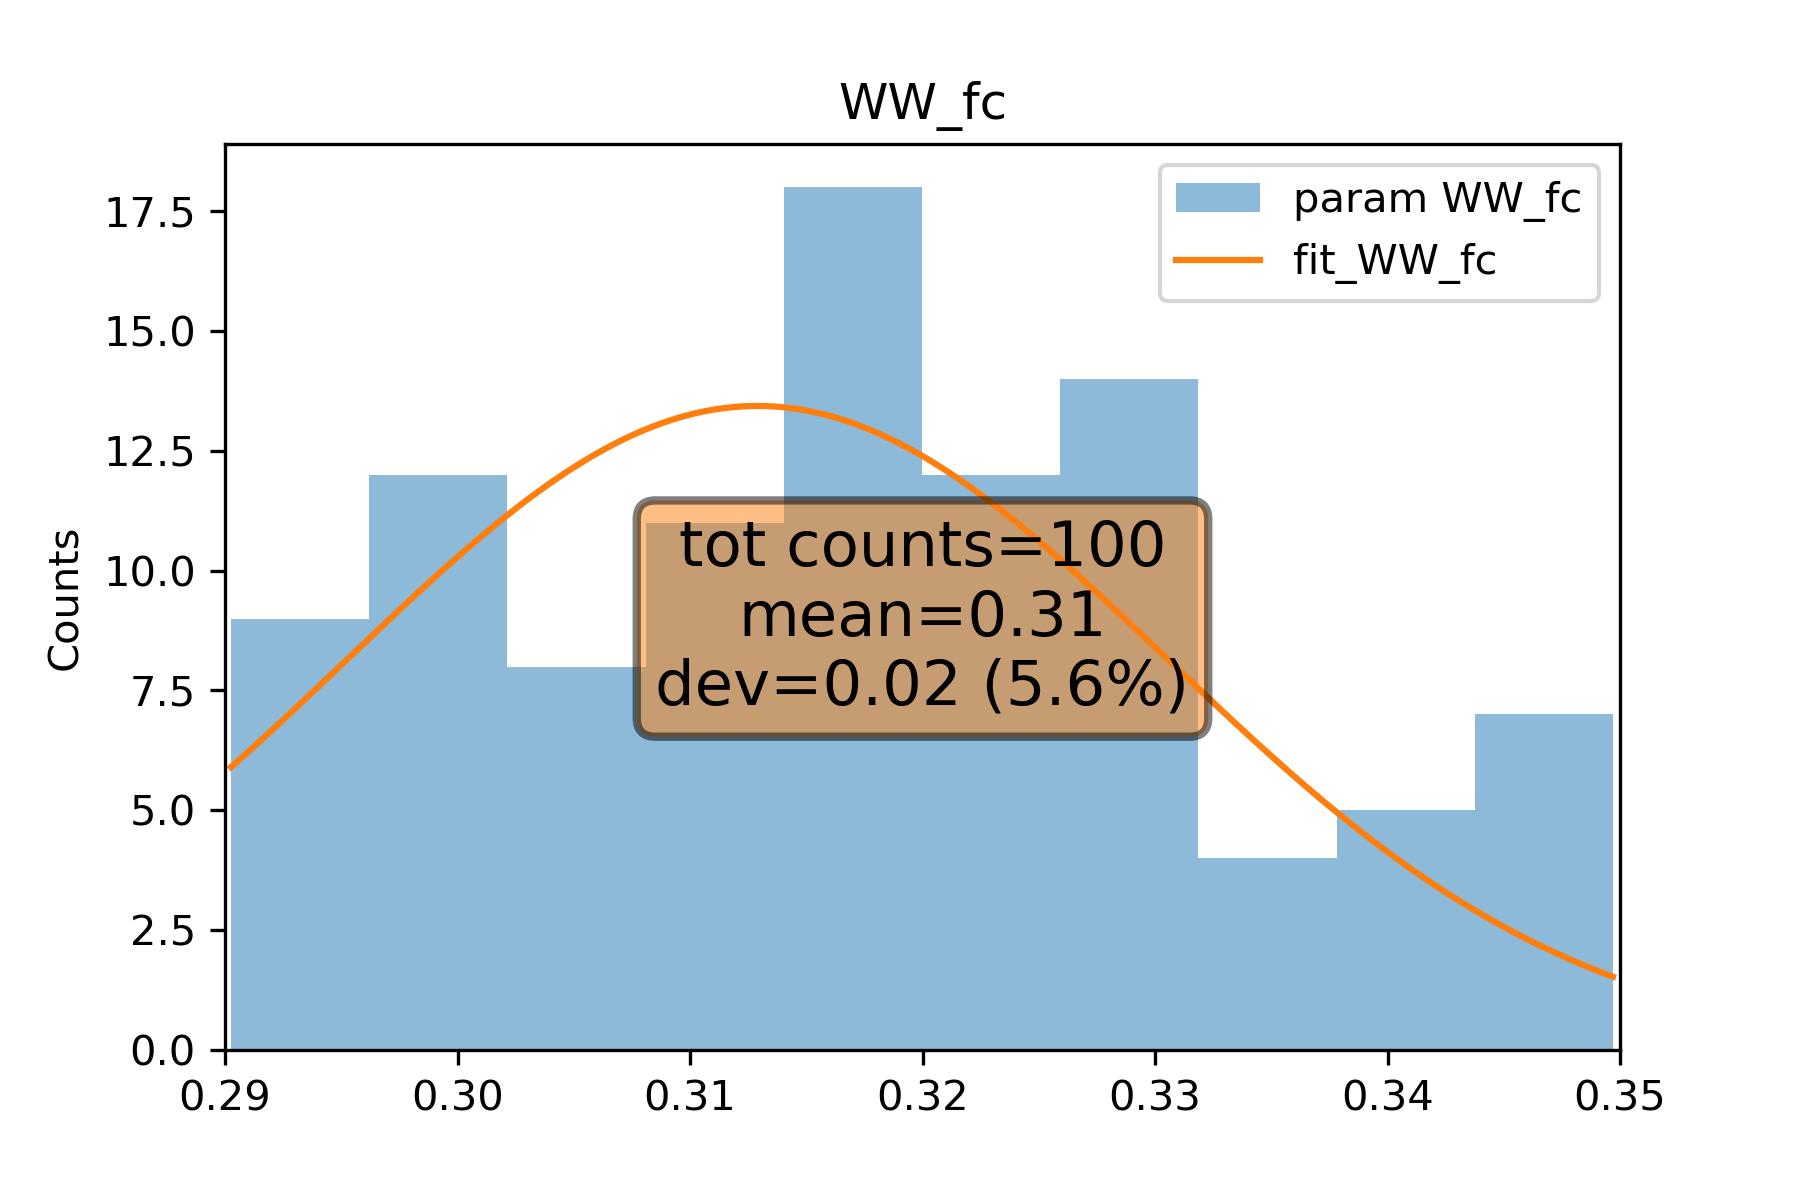 WW_fc
param WW_fc
fit_WW_fc
17.5
15.0
12.5
10.0
7.5
5.0
2.5
0.0
Counts
tot counts=100
mean=0.31
dev=0.02 (5.6%)
0.29 0.30 0.31 0.32 0.33 0.34 0.35